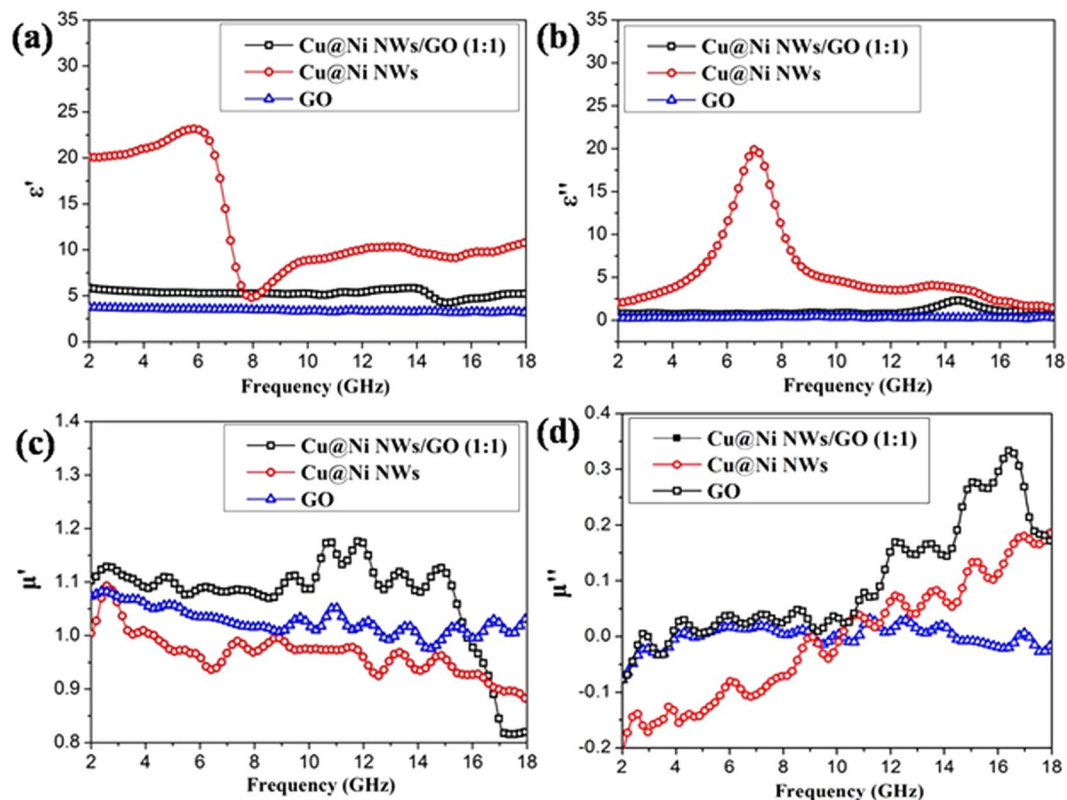 (a)
Cu@Ni NWs/GO (1:1)
Cu@Ni NWs
GO
35
30
25
20
15
10
5
0
ε'
2 4 6 8 10 12 14 16 18
Frequency (GHz)
(b)
Cu@Ni NWs/GO (1:1)
Cu@Ni NWs
GO
35
30
25
20
15
10
5
0
ε''
2 4 6 8 10 12 14 16 18
Frequency (GHz)
(c)
Cu@Ni NWs/GO (1:1)
Cu@Ni NWs
GO
1.4
1.3
1.2
1.1
1.0
0.9
0.8
μ'
2 4 6 8 10 12 14 16 18
Frequency (GHz)
(d)
Cu@Ni NWs/GO (1:1)
Cu@Ni NWs
GO
0.4
0.3
0.2
0.1
0.0
-0.1
-0.2
μ''
2 4 6 8 10 12 14 16 18
Frequency (GHz)